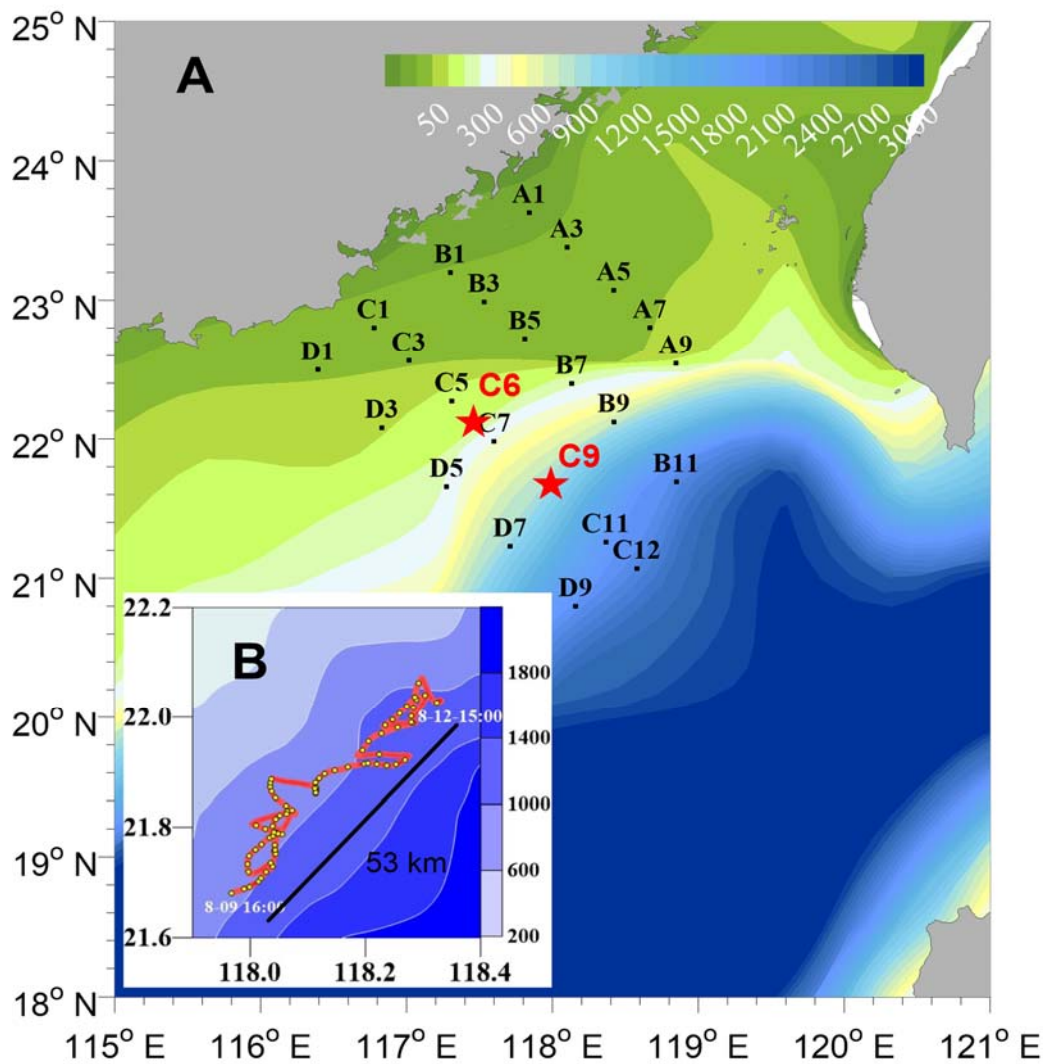 25° N
24° N
23° N
22° N
21° N
20° N
19° N
18° N
115° E 116° E 117° E 118° E 119° E 120° E 121° E
A
50 300 600 900 1200 1500 1800 2100 2400 2700 3000
A1
A3
B1
B3
A5
C1
A7
B5
C3
A9
D1
B7
C5
C6
B9
D3
C7
C9
B11
D5
C11
D7
C12
D9
B
22.2
22.0
21.8
21.6
118.0 118.2 118.4
1800
1400
1000
600
200
8-12-15:00
53 km
8-09 16:00